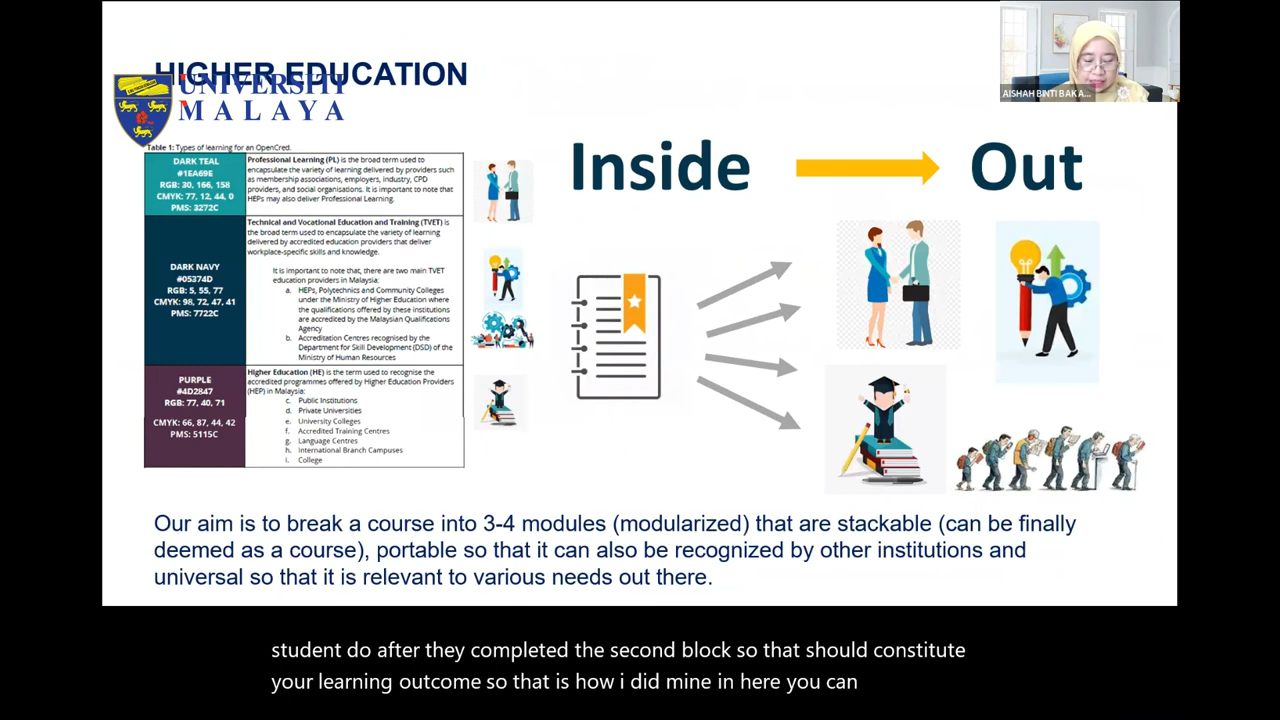 HIGHER EDUCATION
UNIVERSITI
MALAYA
AISHAH BINTI BAKA...
Inside
Out
Table 1: Types of learning for an OpenCred.
DARK TEAL
#1EA69E
RGB: 30, 166, 158
CMYK: 77, 12, 44, 0
PMS: 3272C
Professional Learning (PL) is the broad term used to
encapsulate the variety of learning delivered by providers such
as membership associations, employers, industry, CPD
providers, and social organisations. It is important to note that
HEPs may also deliver Professional Learning.
DARK NAVY
#05374D
RGB: 5, 55, 77
CMYK: 98, 72, 47, 41
PMS: 7722C
Technical and Vocational Education and Training (TVET) is
the broad term used to encapsulate the variety of learning
delivered by accredited education providers that deliver
workplace-specific skills and knowledge.
It is important to note that, there are two main TVET
education providers in Malaysia:
a. HEPs, Polytechnics and Community Colleges
under the Ministry of Higher Education where
the qualifications offered by these institutions
are accredited by the Malaysian Qualifications
Agency
b. Accreditation Centres recognised by the
Department for Skill Development (DSD) of the
Ministry of Human Resources
PURPLE
#4D2847
RGB: 77, 40, 71
CMYK: 66, 87, 44, 42
PMS: 5115C
Higher Education (HE) is the term used to recognise the
accredited programmes offered by Higher Education Providers
(HEP) in Malaysia:
c. Public Institutions
d. Private Universities
e. University Colleges
f. Accredited Training Centres
g. Language Centres
h. International Branch Campuses
i. College
Our aim is to break a course into 3-4 modules (modularized) that are stackable (can be finally
deemed as a course), portable so that it can also be recognized by other institutions and
universal so that it is relevant to various needs out there.
student do after they completed the second block so that should constitute
your learning outcome so that is how i did mine in here you can